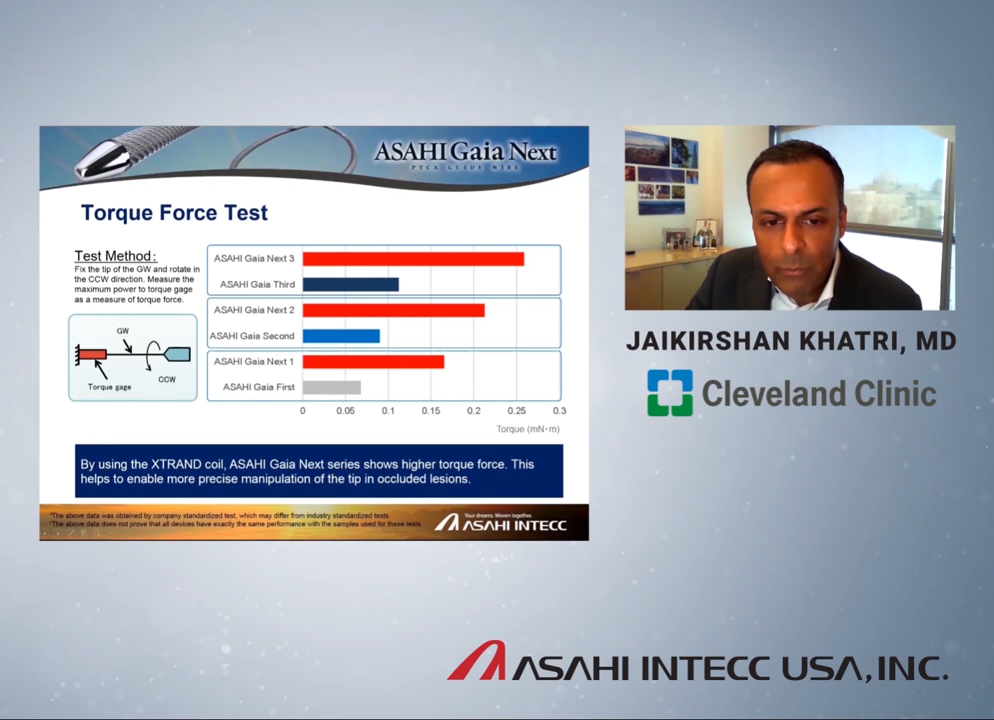 ASAHI Gaia Next
PTCA GUIDE WIRE
Torque Force Test
Test Method:
Fix the tip of the GW and rotate in
the CCW direction. Measure the
maximum power to torque gage
as a measure of torque force.
GW
CCW
Torque gage
ASAHI Gaia Next 3
ASAHI Gaia Third
ASAHI Gaia Next 2
ASAHI Gaia Second
ASAHI Gaia Next 1
ASAHI Gaia First
0 0.05 0.1 0.15 0.2 0.25 0.3
Torque (mN・m)
By using the XTRAND coil, ASAHI Gaia Next series shows higher torque force. This
helps to enable more precise manipulation of the tip in occluded lesions.
*The above data was obtained by company standardized test, which may differ from industry standardized tests.
*The above data does not prove that all devices have exactly the same performance with the samples used for these tests.
Your dreams. Woven together.
ASAHI INTECC
JAIKIRSHAN KHATRI, MD
Cleveland Clinic
ASAHI INTECC USA, INC.